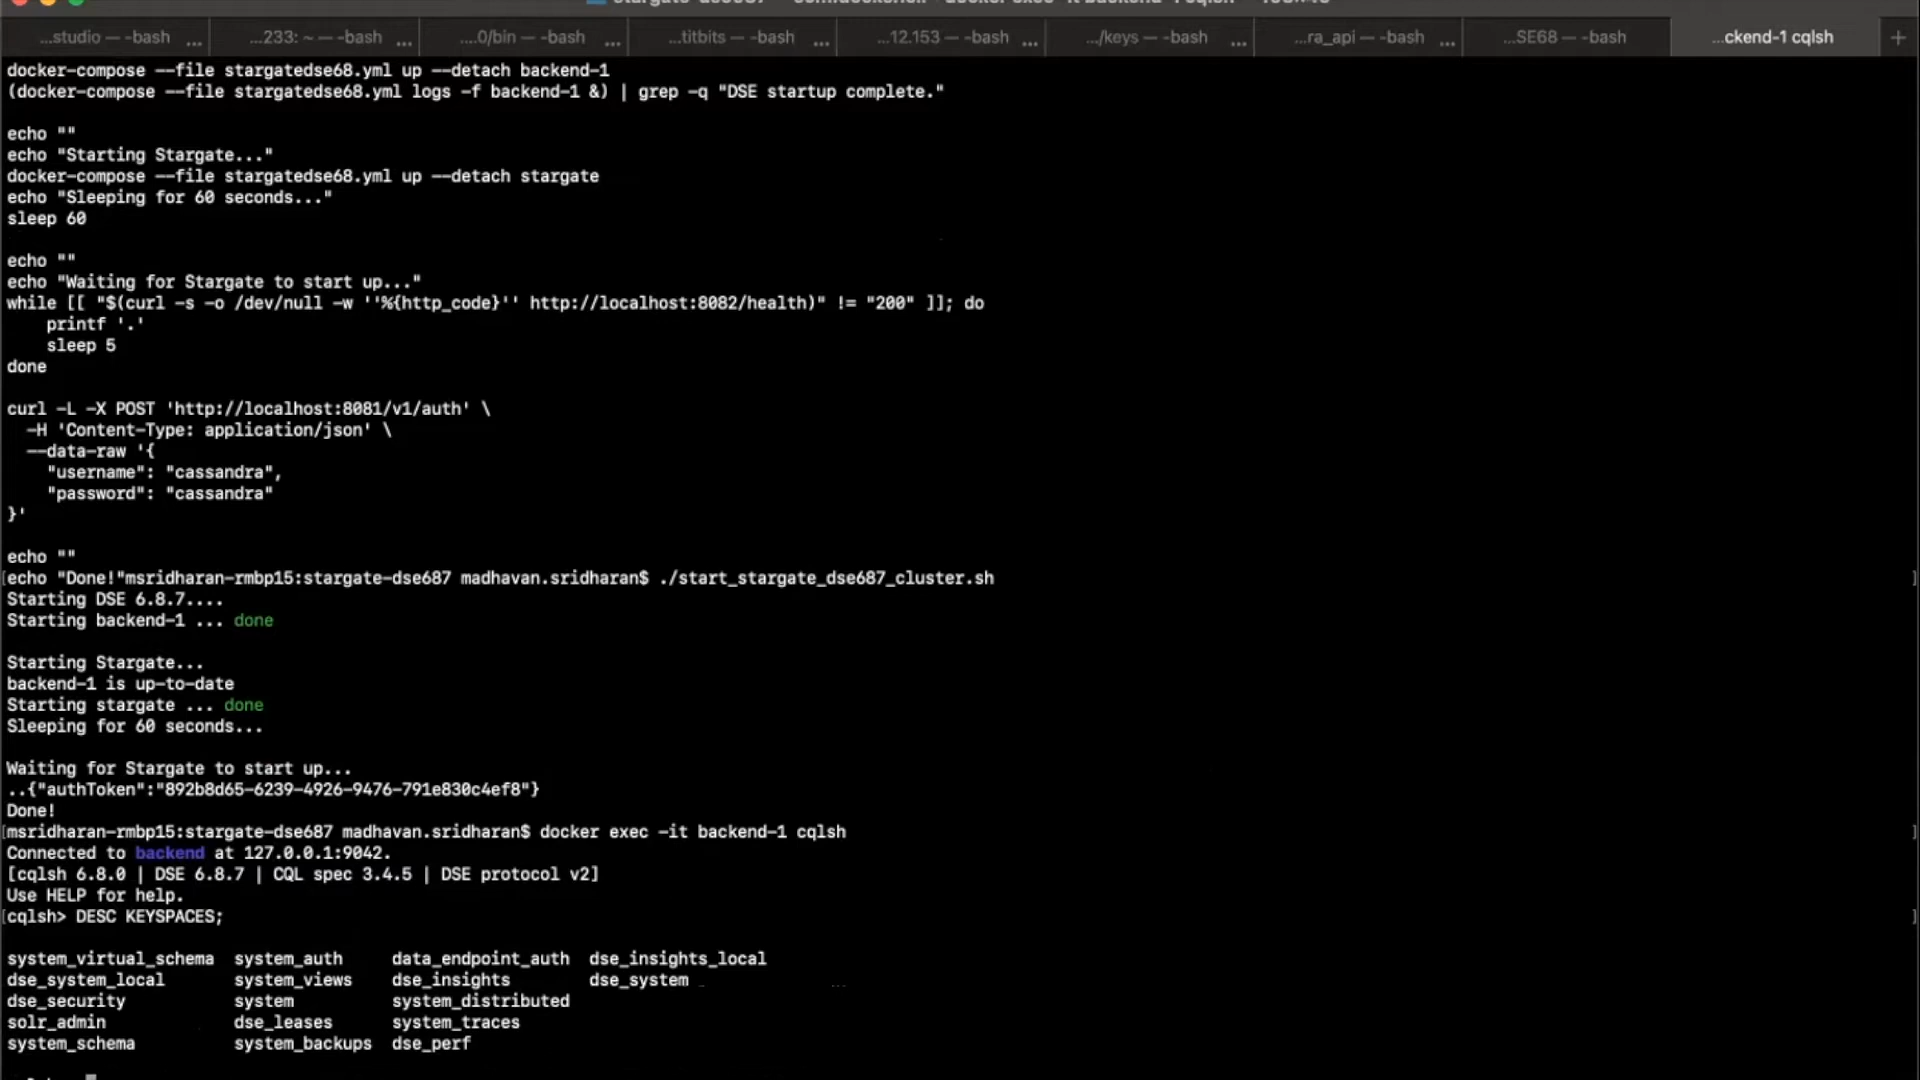 ...studio — -bash ... ...233: ~ — -bash ... ....0/bin — -bash ... ...titbits — -bash ... ...12.153 — -bash ... .../keys — -bash ... ...ra_api — -bash ... ...SE68 — -bash ...ckend-1 cqlsh +
docker-compose --file stargatedse68.yml up --detach backend-1
(docker-compose --file stargatedse68.yml logs -f backend-1 &) | grep -q "DSE startup complete."
echo ""
echo "Starting Stargate..."
docker-compose --file stargatedse68.yml up --detach stargate
echo "Sleeping for 60 seconds..."
sleep 60
echo ""
echo "Waiting for Stargate to start up..."
while [[ "$(curl -s -o /dev/null -w ''%{http_code}'' http://localhost:8082/health)" != "200" ]]; do
    printf '.'
    sleep 5
done
curl -L -X POST 'http://localhost:8081/v1/auth' \
  -H 'Content-Type: application/json' \
  --data-raw '{
    "username": "cassandra",
    "password": "cassandra"
}'
echo ""
[echo "Done!"msridharan-rmbp15:stargate-dse687 madhavan.sridharan$ ./start_stargate_dse687_cluster.sh ]
Starting DSE 6.8.7....
Starting backend-1 ... done
Starting Stargate...
backend-1 is up-to-date
Starting stargate ... done
Sleeping for 60 seconds...
Waiting for Stargate to start up...
..{"authToken":"892b8d65-6239-4926-9476-791e830c4ef8"}
Done!
[msridharan-rmbp15:stargate-dse687 madhavan.sridharan$ docker exec -it backend-1 cqlsh ]
Connected to backend at 127.0.0.1:9042.
[cqlsh 6.8.0 | DSE 6.8.7 | CQL spec 3.4.5 | DSE protocol v2]
Use HELP for help.
[cqlsh> DESC KEYSPACES; ]
system_virtual_schema  system_auth     data_endpoint_auth  dse_insights_local
dse_system_local       system_views    dse_insights        dse_system
dse_security           system          system_distributed
solr_admin             dse_leases      system_traces
system_schema          system_backups  dse_perf